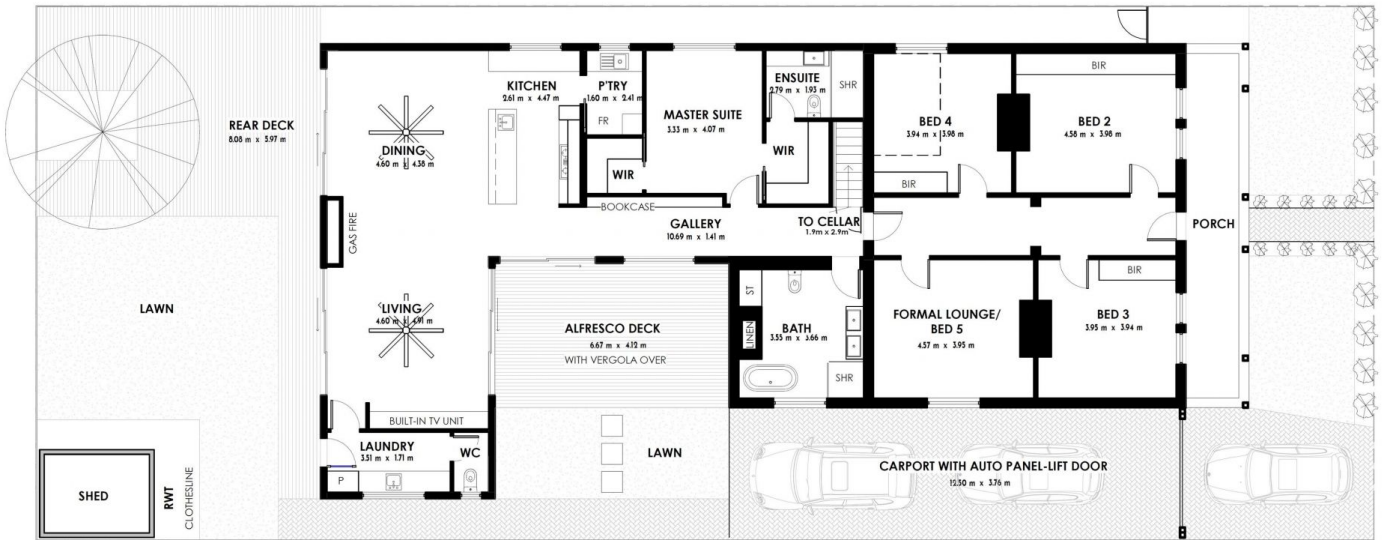 REAR DECK
8.08 m x 5.97 m
DINING
4.60 m x 4.38 m
KITCHEN
2.61 m x 4.47 m
P'TRY
1.60 m x 2.41 m
FR
WIR
MASTER SUITE
3.33 m x 4.07 m
ENSUITE
2.79 m x 1.93 m
SHR
WIR
BED 4
3.94 m x 3.98 m
BIR
BIR
BED 2
4.58 m x 3.98 m
BOOKCASE
GALLERY
10.69 m x 1.41 m
TO CELLAR
1.9m x 2.9m
PORCH
GAS FIRE
LAWN
LIVING
4.60 m x 4.91 m
ALFRESCO DECK
6.67 m x 4.12 m
WITH VERGOLA OVER
ST
LINEN
BATH
3.55 m x 3.66 m
SHR
FORMAL LOUNGE/
BED 5
4.57 m x 3.95 m
BIR
BED 3
3.95 m x 3.94 m
BUILT-IN TV UNIT
LAUNDRY
3.51 m x 1.71 m
WC
P
LAWN
CARPORT WITH AUTO PANEL-LIFT DOOR
12.50 m x 3.76 m
SHED
RWT
CLOTHESLINE